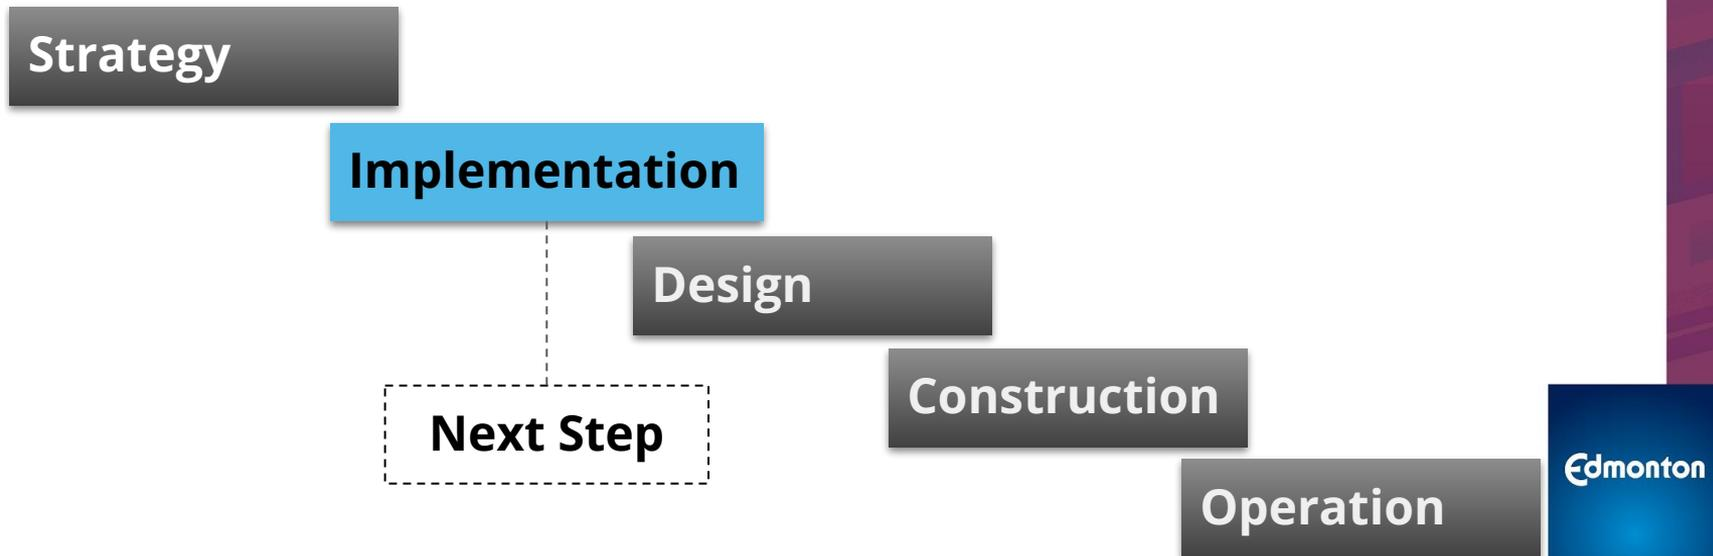 Strategy
Implementation
Design
Construction
Next Step
Edmonton
Operation